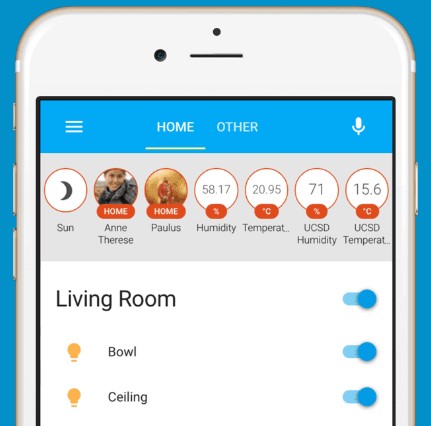 HOME OTHER
58.17 20.95 71 15.6
HOME HOME % °C % °C
Sun Anne Therese Paulus Humidity Temperat... UCSD Humidity UCSD Temperat...
Living Room
Bowl
Ceiling